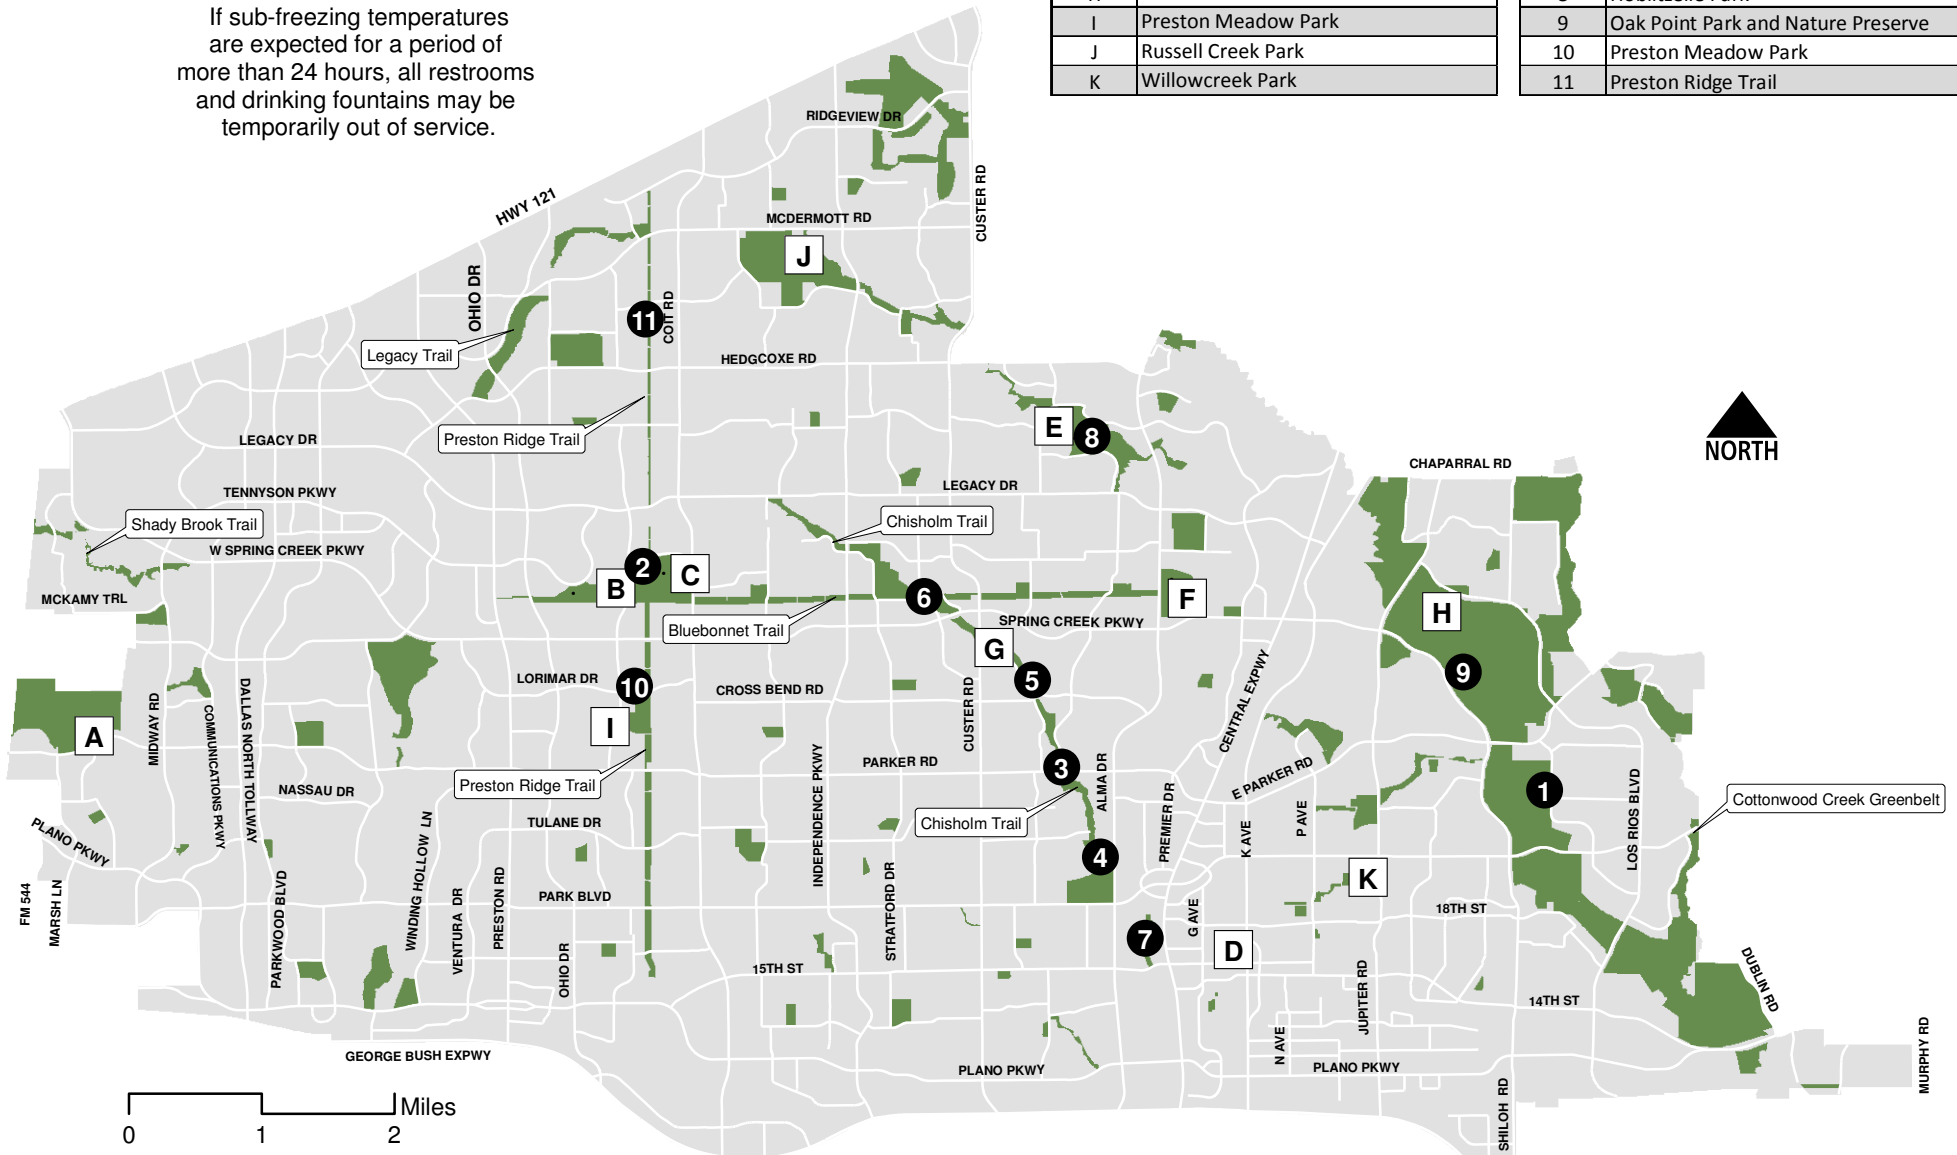 If sub-freezing temperatures
are expected for a period of
more than 24 hours, all restrooms
and drinking fountains may be
temporarily out of service.
I Preston Meadow Park
J Russell Creek Park
K Willowcreek Park
9 Oak Point Park and Nature Preserve
10 Preston Meadow Park
11 Preston Ridge Trail
RIDGEVIEW DR
CUSTER RD
HWY 121
MCDERMOTT RD
J
OHIO DR
11
COIT RD
Legacy Trail
HEDGCOXE RD
E
8
NORTH
LEGACY DR
Preston Ridge Trail
CHAPARRAL RD
TENNYSON PKWY
LEGACY DR
Shady Brook Trail
Chisholm Trail
W SPRING CREEK PKWY
2
C
B
6
F
MCKAMY TRL
H
Bluebonnet Trail
SPRING CREEK PKWY
G
9
LORIMAR DR
10
5
CROSS BEND RD
CUSTER RD
CENTRAL EXPWY
A
MIDWAY RD
COMMUNICATIONS PKWY
DALLAS NORTH TOLLWAY
I
INDEPENDENCE PKWY
PARKER RD
3
ALMA DR
E PARKER RD
Preston Ridge Trail
NASSAU DR
1
LOS RIOS BLVD
Cottonwood Creek Greenbelt
PLANO PKWY
WINDING HOLLOW LN
TULANE DR
Chisholm Trail
PREMIER DR
K AVE
P AVE
4
FM 544
MARSH LN
PARKWOOD BLVD
VENTURA DR
PRESTON RD
PARK BLVD
STRATFORD DR
K
18TH ST
G AVE
7
D
OHIO DR
15TH ST
JUPITER RD
14TH ST
DUBLIN RD
N AVE
GEORGE BUSH EXPWY
PLANO PKWY
PLANO PKWY
MURPHY RD
SHILOH RD
Miles
0 1 2